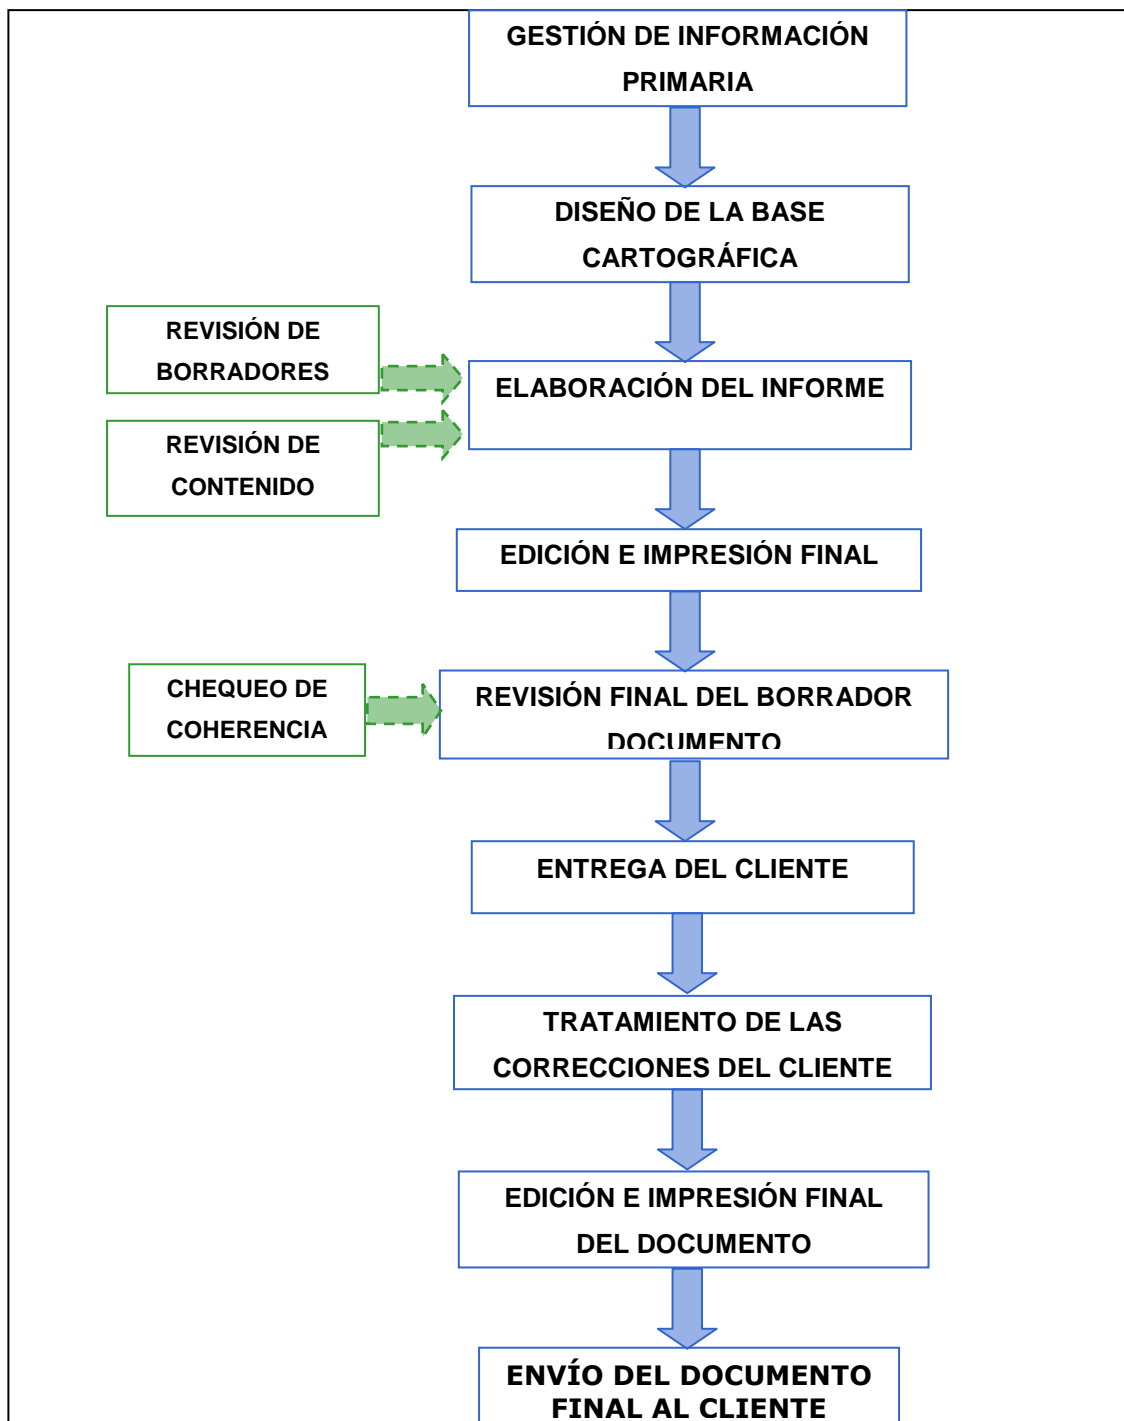 GESTIÓN DE INFORMACIÓN
PRIMARIA
DISEÑO DE LA BASE
CARTOGRÁFICA
REVISIÓN DE
BORRADORES
ELABORACIÓN DEL INFORME
REVISIÓN DE
CONTENIDO
EDICIÓN E IMPRESIÓN FINAL
CHEQUEO DE
COHERENCIA
REVISIÓN FINAL DEL BORRADOR
DOCUMENTO
ENTREGA DEL CLIENTE
TRATAMIENTO DE LAS
CORRECCIONES DEL CLIENTE
EDICIÓN E IMPRESIÓN FINAL
DEL DOCUMENTO
ENVÍO DEL DOCUMENTO
FINAL AL CLIENTE